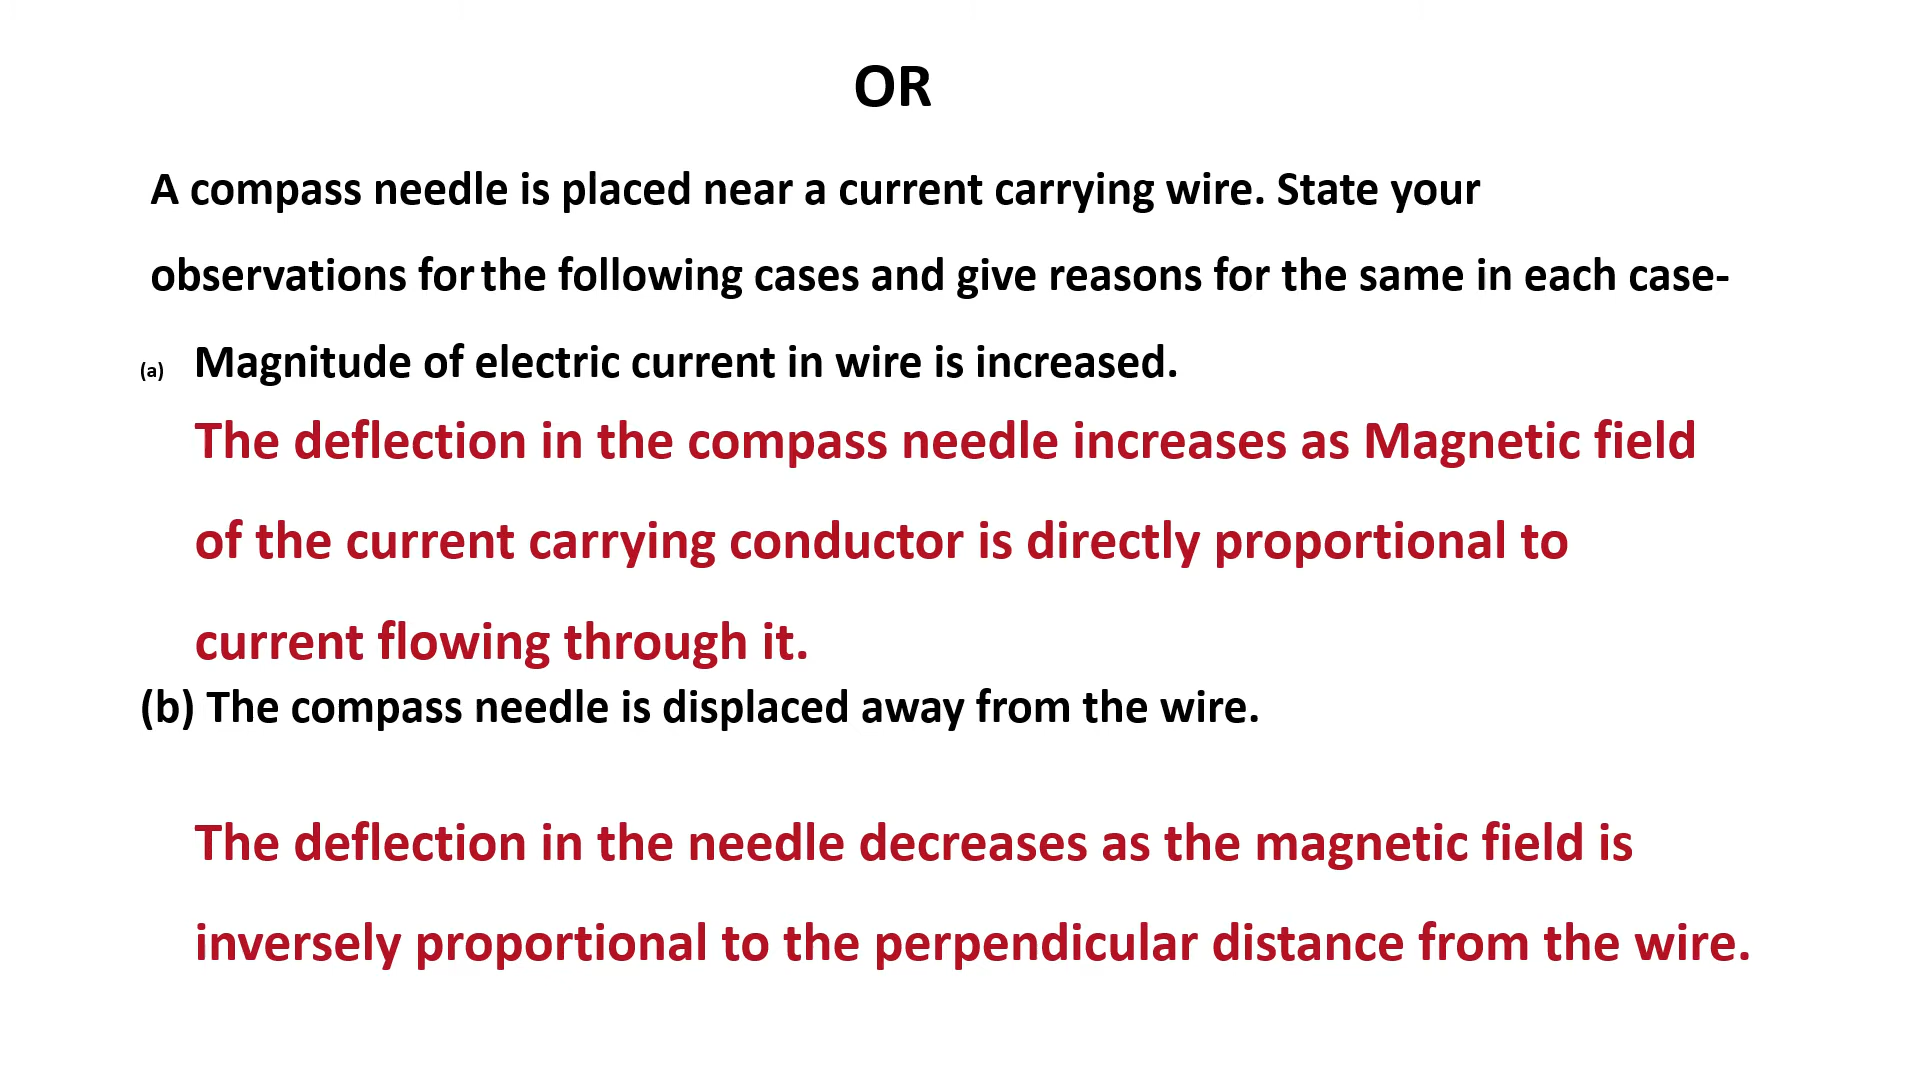 OR
A compass needle is placed near a current carrying wire. State your
observations for the following cases and give reasons for the same in each case-
(a) Magnitude of electric current in wire is increased.
The deflection in the compass needle increases as Magnetic field
of the current carrying conductor is directly proportional to
current flowing through it.
(b) The compass needle is displaced away from the wire.
The deflection in the needle decreases as the magnetic field is
inversely proportional to the perpendicular distance from the wire.